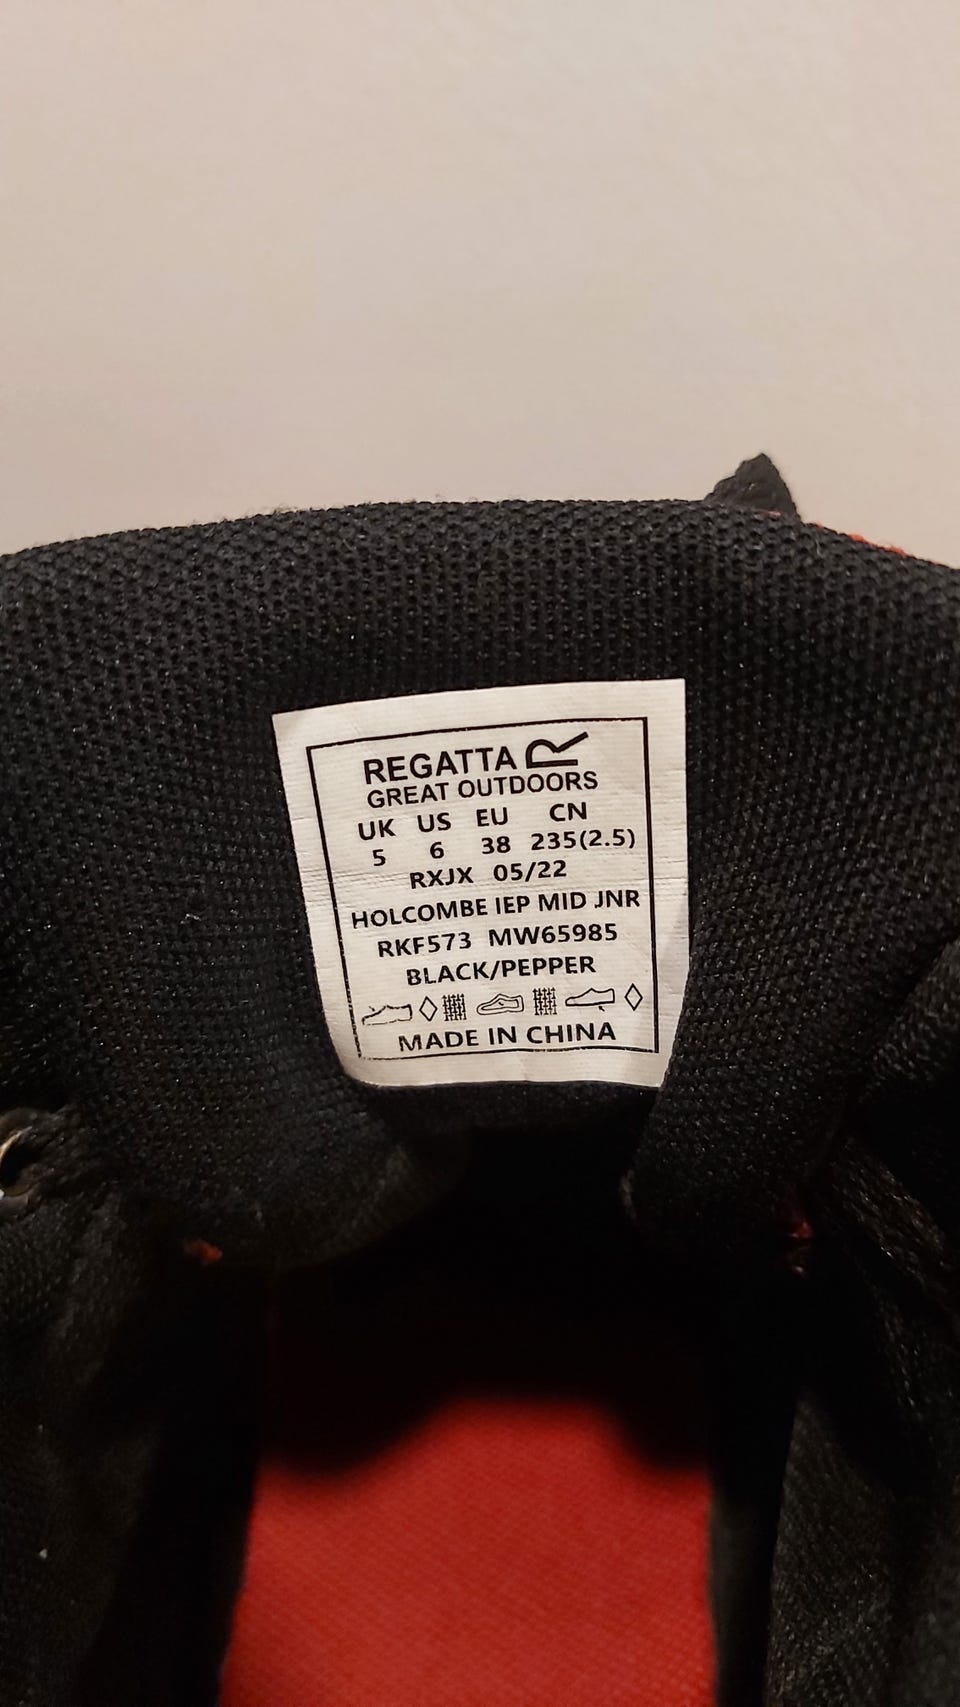 REGATTA
GREAT OUTDOORS
UK US EU CN
5 6 38 235(2.5)
RXJX 05/22
HOLCOMBE IEP MID JNR
RKF573 MW65985
BLACK/PEPPER
MADE IN CHINA